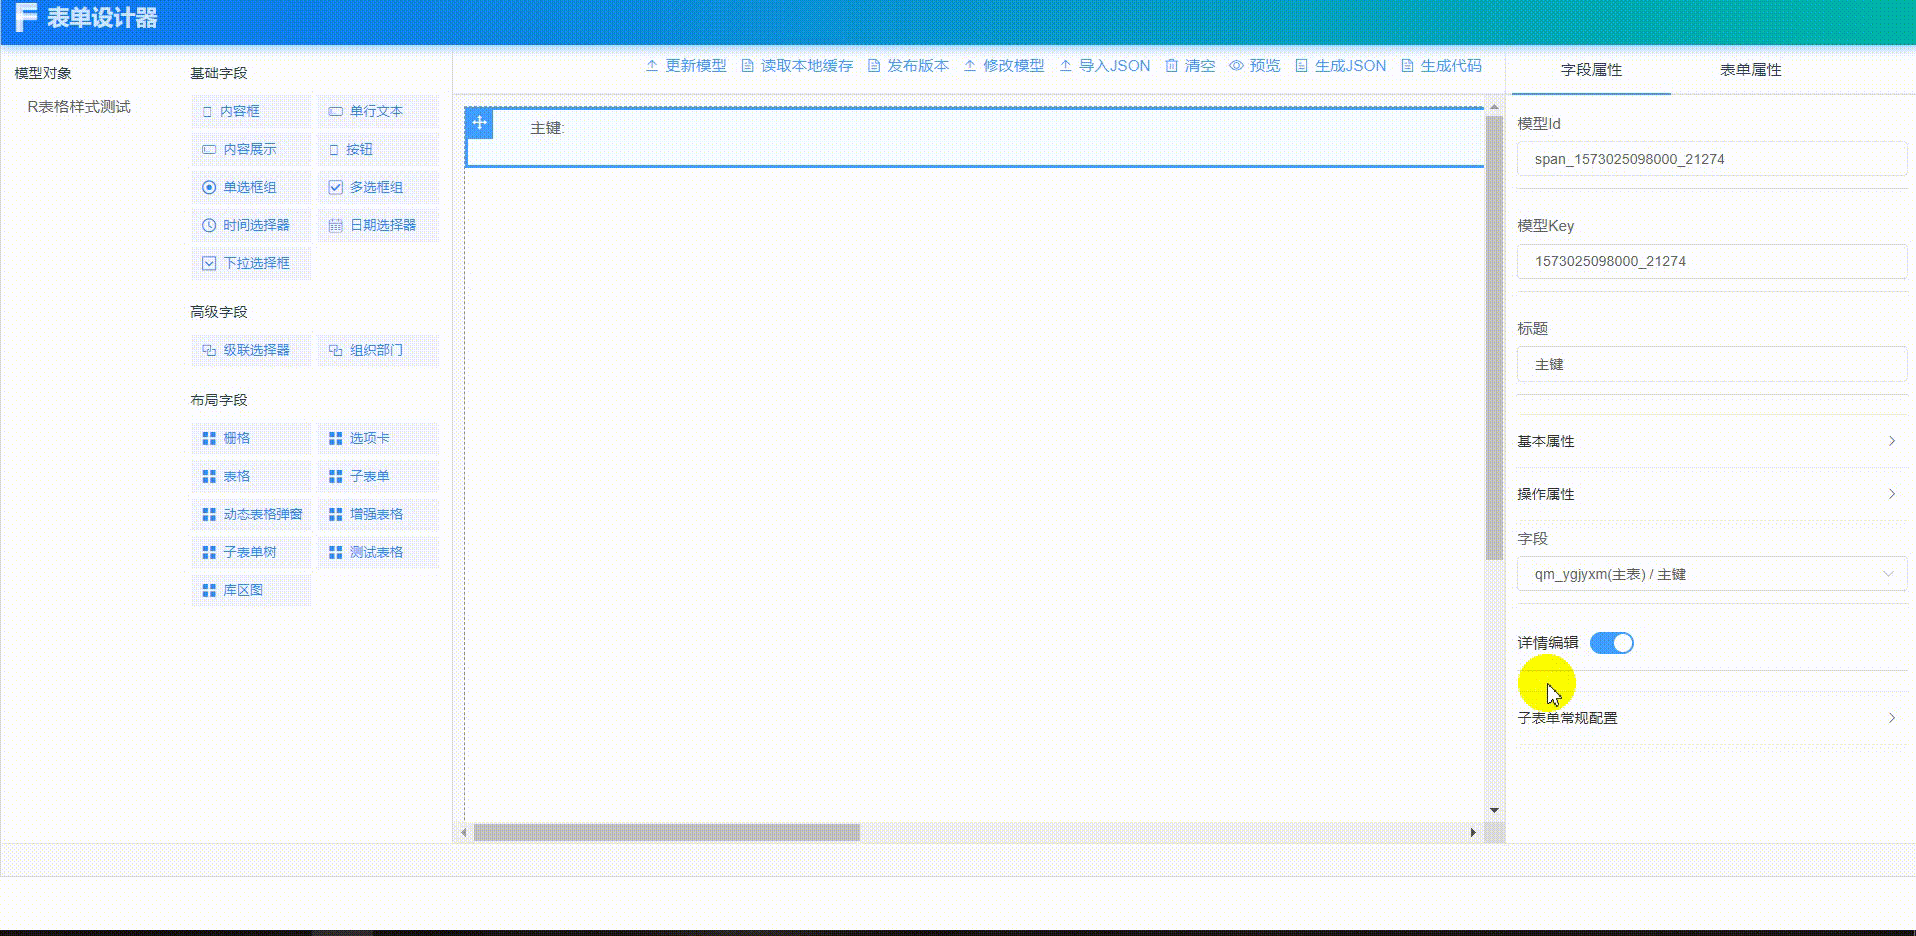 F 表单设计器
模型对象
R表格样式测试
基础字段
内容框
单行文本
内容展示
按钮
单选框组
多选框组
时间选择器
日期选择器
下拉选择框
高级字段
级联选择器
组织部门
布局字段
栅格
选项卡
表格
子表单
动态表格弹窗
增强表格
子表单树
测试表格
库区图
更新模型 读取本地缓存 发布版本 修改模型 导入JSON 清空 预览 生成JSON 生成代码
主键:
字段属性 表单属性
模型Id
span_1573025098000_21274
模型Key
1573025098000_21274
标题
主键
基本属性
操作属性
字段
qm_ygjyxm(主表) / 主键
详情编辑
子表单常规配置